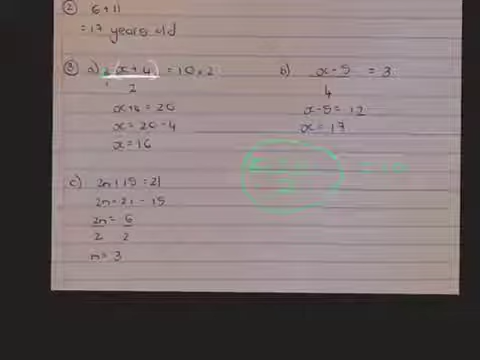 ② 6+11
= 17 years old
③ a) 2(x+4) = 10 × 2
2
x+4 = 20
x = 20-4
x = 16
b) x-5 = 3
4
x-5 = 12
x = 17
c) 2n+15 = 21
2n = 21 - 15
2n = 6
2 2
n = 3